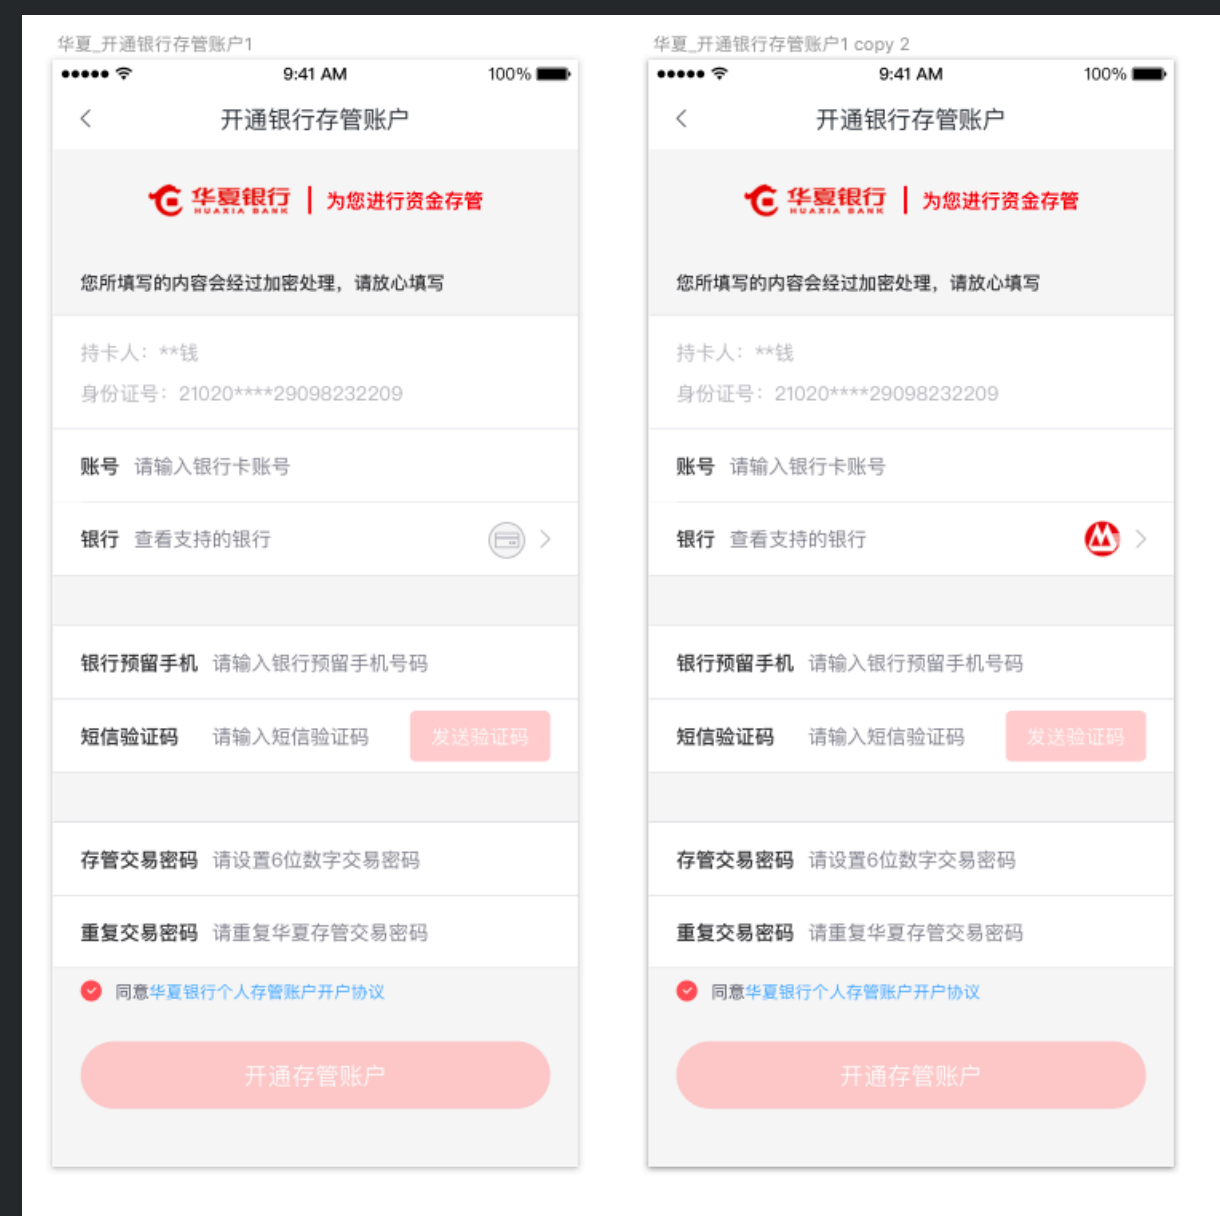 华夏_开通银行存管账户1
9:41 AM
100%
开通银行存管账户
华夏银行
HUAXIA BANK
为您进行资金存管
您所填写的内容会经过加密处理，请放心填写
持卡人：**钱
身份证号：21020****29098232209
账号 请输入银行卡账号
银行 查看支持的银行
银行预留手机 请输入银行预留手机号码
短信验证码 请输入短信验证码 发送验证码
存管交易密码 请设置6位数字交易密码
重复交易密码 请重复华夏存管交易密码
同意华夏银行个人存管账户开户协议
开通存管账户
华夏_开通银行存管账户1 copy 2
9:41 AM
100%
开通银行存管账户
华夏银行
HUAXIA BANK
为您进行资金存管
您所填写的内容会经过加密处理，请放心填写
持卡人：**钱
身份证号：21020****29098232209
账号 请输入银行卡账号
银行 查看支持的银行
银行预留手机 请输入银行预留手机号码
短信验证码 请输入短信验证码 发送验证码
存管交易密码 请设置6位数字交易密码
重复交易密码 请重复华夏存管交易密码
同意华夏银行个人存管账户开户协议
开通存管账户